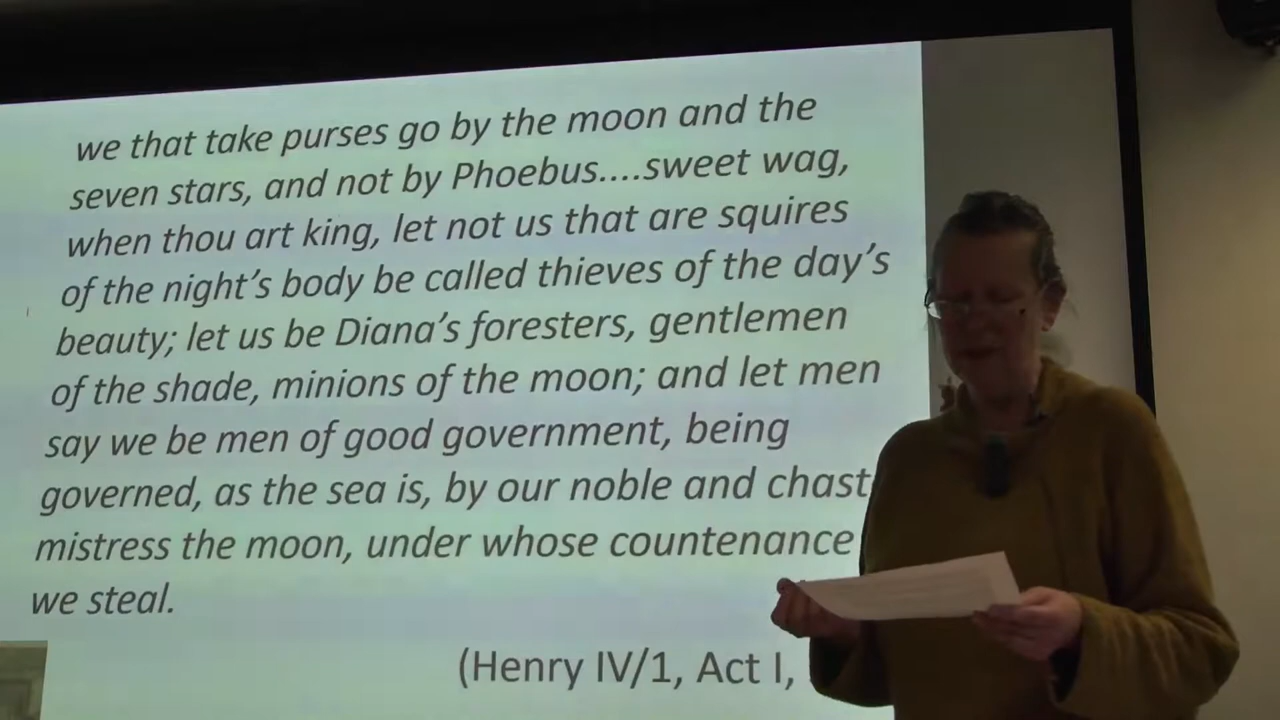 we that take purses go by the moon and the
seven stars, and not by Phoebus....sweet wag,
when thou art king, let not us that are squires
of the night's body be called thieves of the day's
beauty; let us be Diana's foresters, gentlemen
of the shade, minions of the moon; and let men
say we be men of good government, being
governed, as the sea is, by our noble and chast
mistress the moon, under whose countenance
we steal.
(Henry IV/1, Act I,